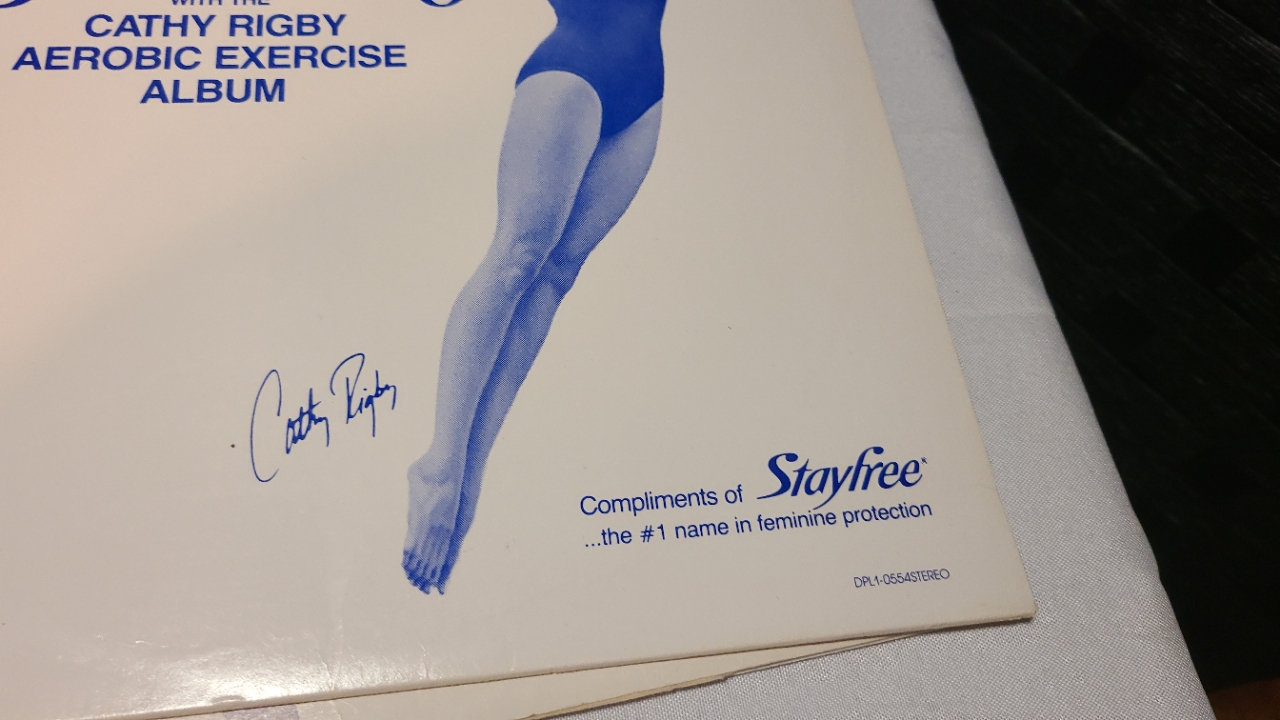 WITH THE
CATHY RIGBY
AEROBIC EXERCISE
ALBUM
Cathy Rigby
Compliments of Stayfree*
...the #1 name in feminine protection
DPL1-0554STEREO